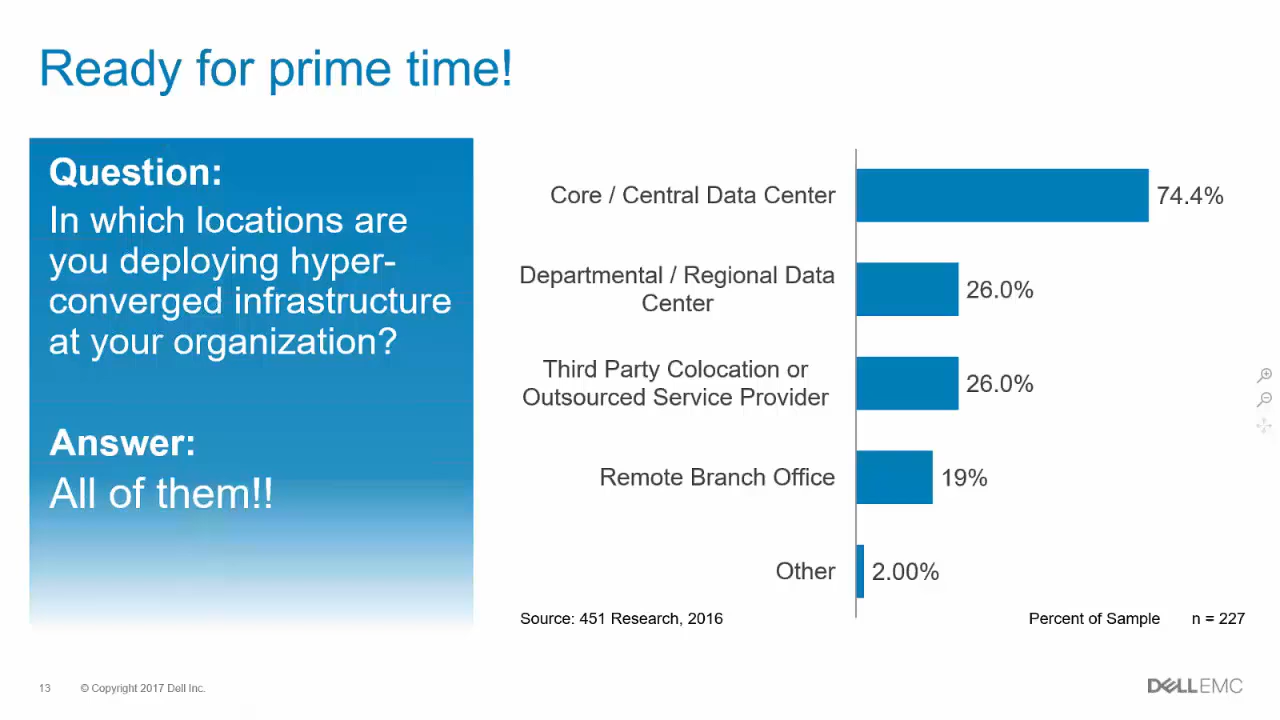 Ready for prime time!
Question:
In which locations are
you deploying hyper-
converged infrastructure
at your organization?
Answer:
All of them!!
Core / Central Data Center
74.4%
Departmental / Regional Data
Center
26.0%
Third Party Colocation or
Outsourced Service Provider
26.0%
Remote Branch Office
19%
Other
2.00%
Source: 451 Research, 2016
Percent of Sample n = 227
13 © Copyright 2017 Dell Inc.
DELLEMC